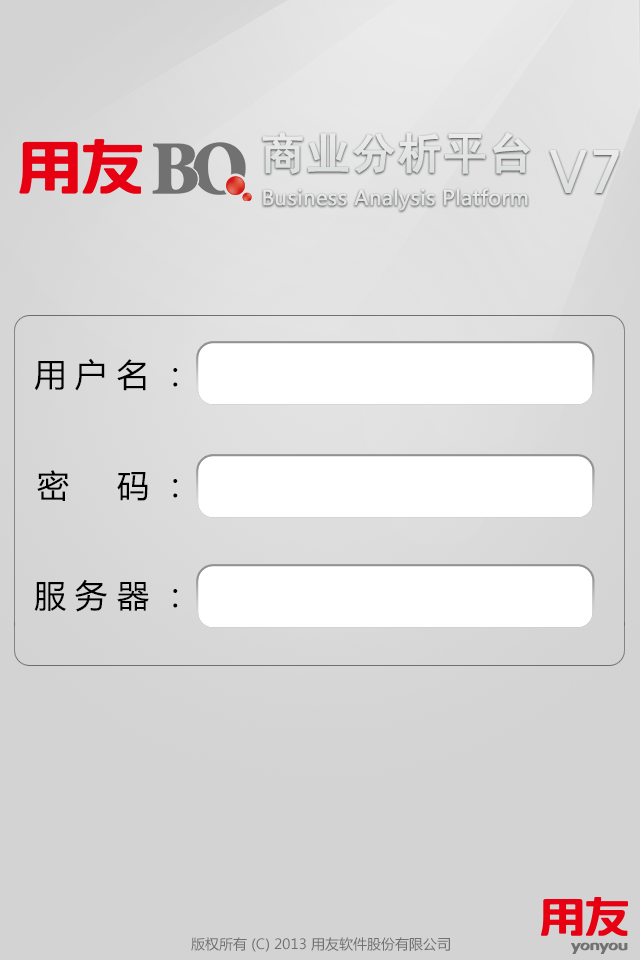 用友 BQ 商业分析平台 V7
Business Analysis Platform
用户名：
密 码：
服务器：
用友
yonyou
版权所有 (C) 2013 用友软件股份有限公司